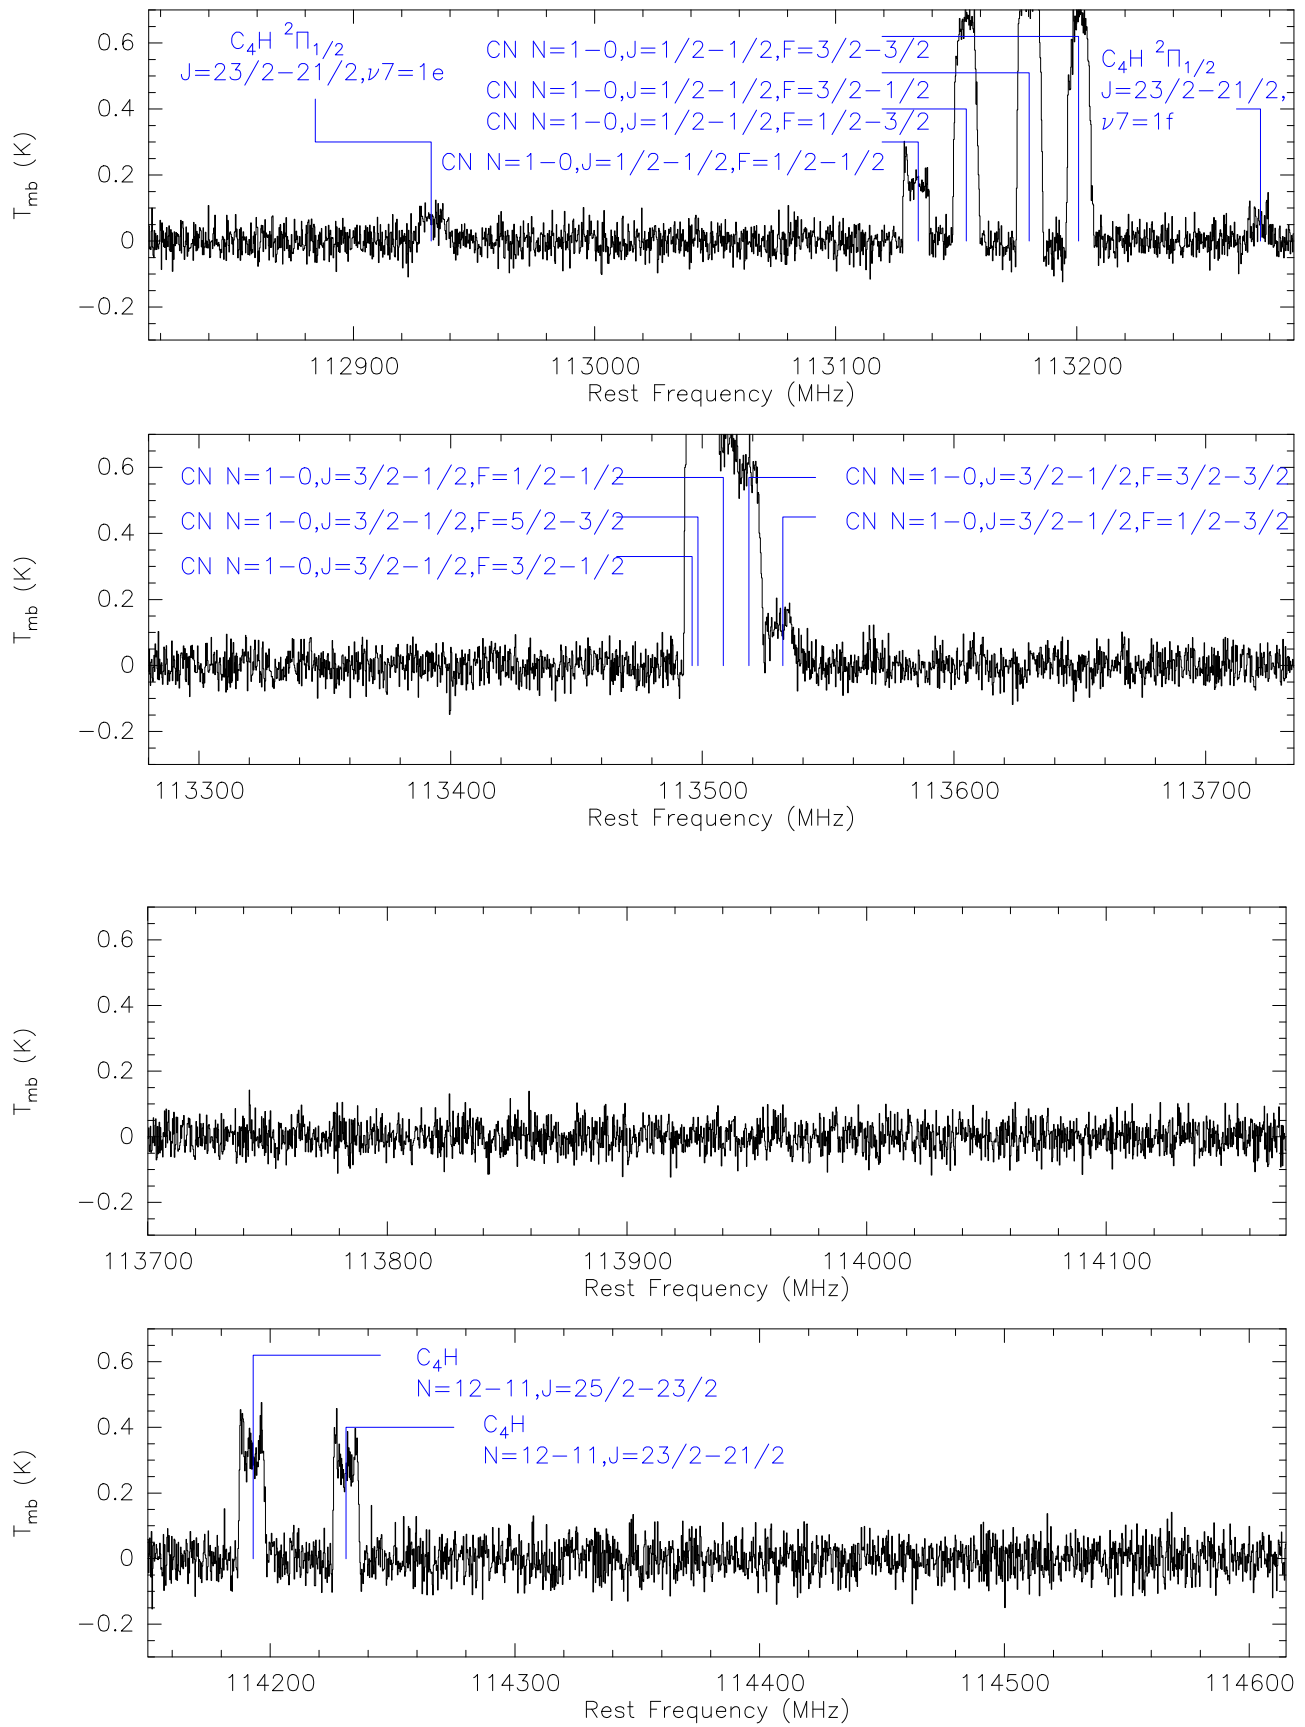 C₄H ²Π₁/₂
J=23/2−21/2,ν7=1e
CN N=1−0,J=1/2−1/2,F=3/2−3/2
CN N=1−0,J=1/2−1/2,F=3/2−1/2
CN N=1−0,J=1/2−1/2,F=1/2−3/2
CN N=1−0,J=1/2−1/2,F=1/2−1/2
C₄H ²Π₁/₂
J=23/2−21/2,
ν7=1f
0.6
0.4
0.2
0
−0.2
T_mb (K)
112900 113000 113100 113200
Rest Frequency (MHz)
CN N=1−0,J=3/2−1/2,F=1/2−1/2
CN N=1−0,J=3/2−1/2,F=5/2−3/2
CN N=1−0,J=3/2−1/2,F=3/2−1/2
CN N=1−0,J=3/2−1/2,F=3/2−3/2
CN N=1−0,J=3/2−1/2,F=1/2−3/2
0.6
0.4
0.2
0
−0.2
T_mb (K)
113300 113400 113500 113600 113700
Rest Frequency (MHz)
0.6
0.4
0.2
0
−0.2
T_mb (K)
113700 113800 113900 114000 114100
Rest Frequency (MHz)
C₄H
N=12−11,J=25/2−23/2
C₄H
N=12−11,J=23/2−21/2
0.6
0.4
0.2
0
−0.2
T_mb (K)
114200 114300 114400 114500 114600
Rest Frequency (MHz)